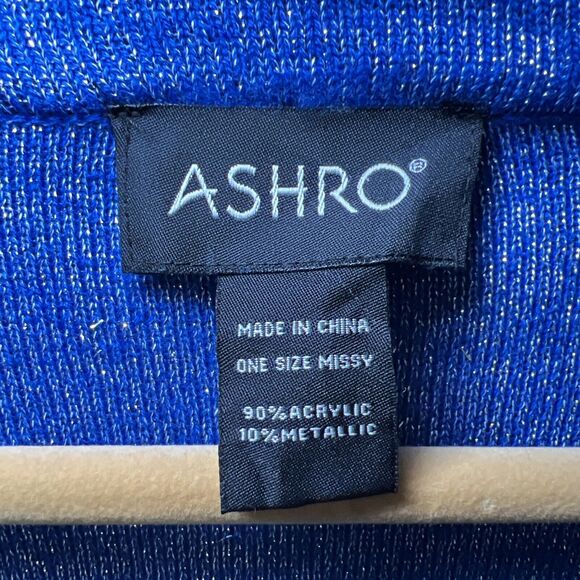 ASHRO®
MADE IN CHINA
ONE SIZE MISSY
90%ACRYLIC
10%METALLIC